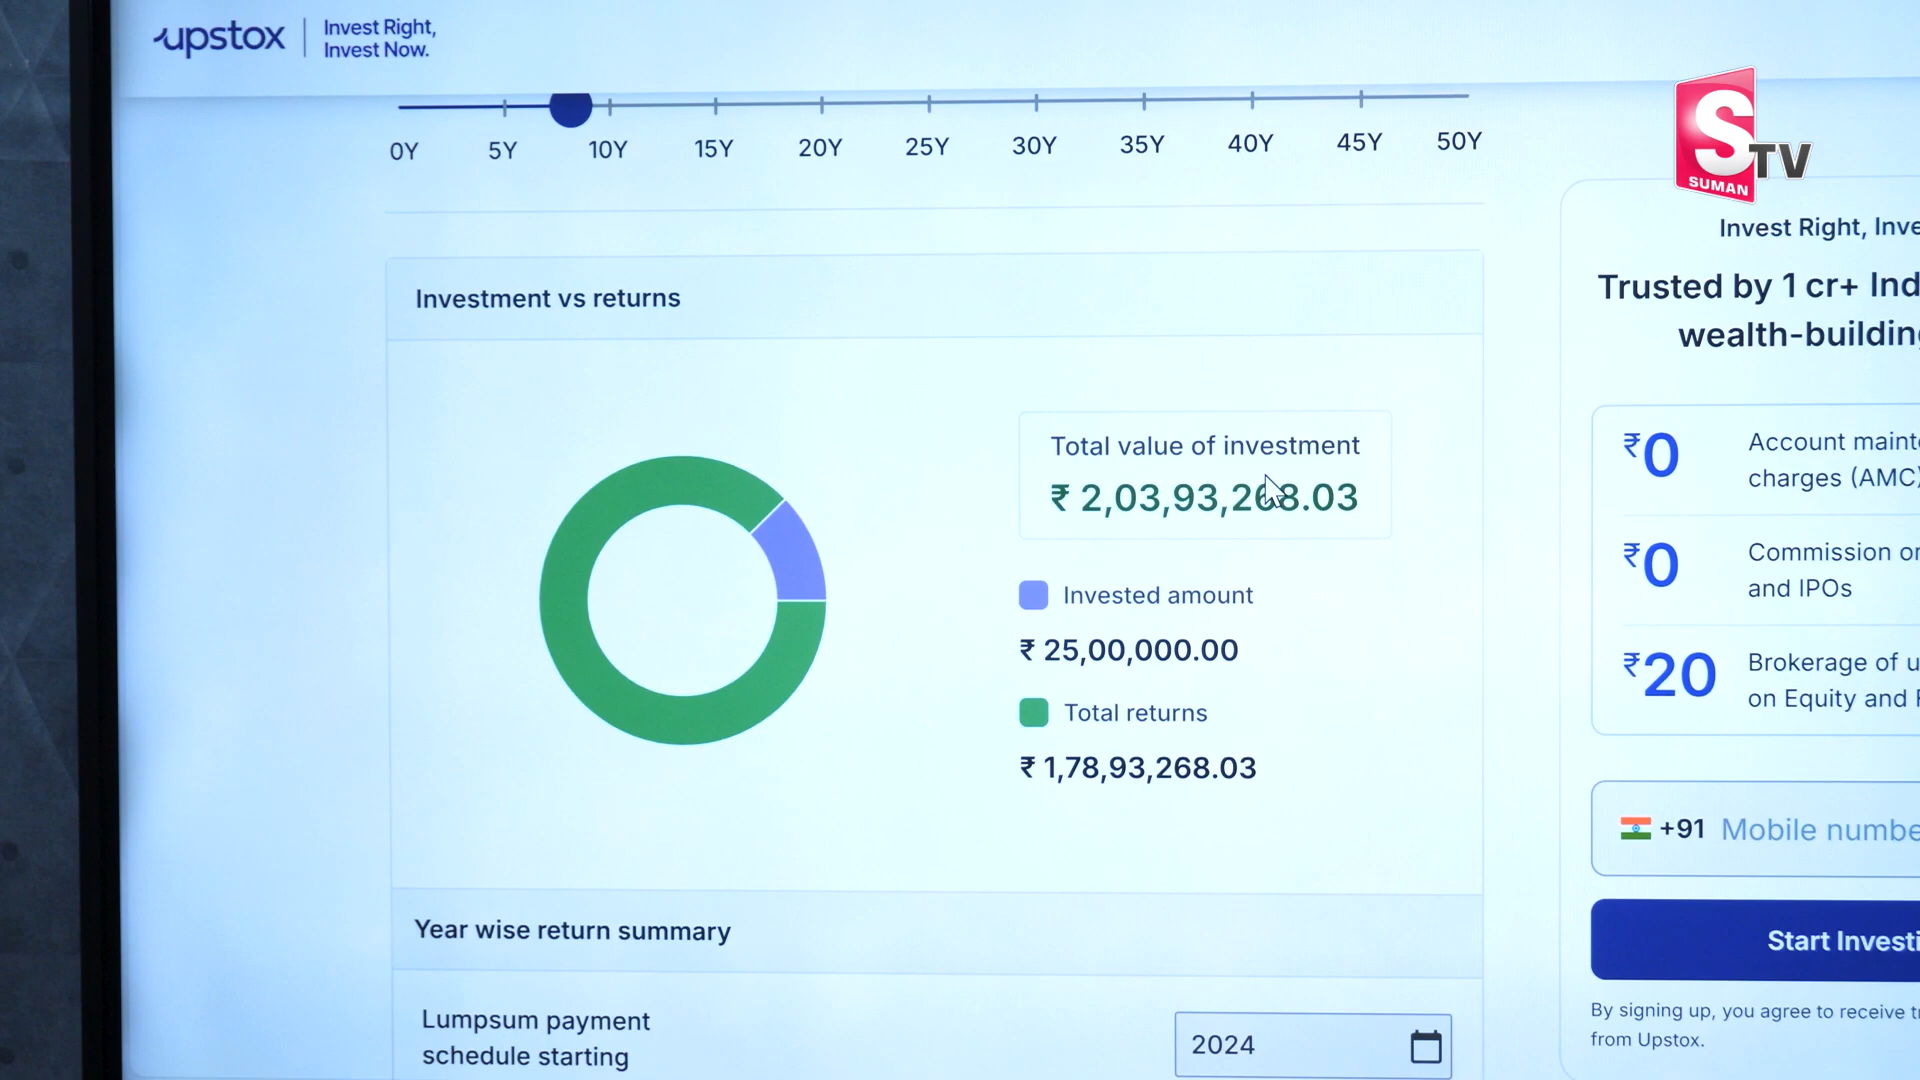 upstox
Invest Right,
Invest Now.
0Y 5Y 10Y 15Y 20Y 25Y 30Y 35Y 40Y 45Y 50Y
S
TV
SUMAN
Investment vs returns
Total value of investment
₹ 2,03,93,268.03
Invested amount
₹ 25,00,000.00
Total returns
₹ 1,78,93,268.03
Year wise return summary
Lumpsum payment
schedule starting
2024
Invest Right, Inve
Trusted by 1 cr+ Ind
wealth-building
₹0
Account mainte
charges (AMC)
₹0
Commission on
and IPOs
₹20
Brokerage of u
on Equity and F
+91 Mobile numbe
Start Investi
By signing up, you agree to receive tr
from Upstox.